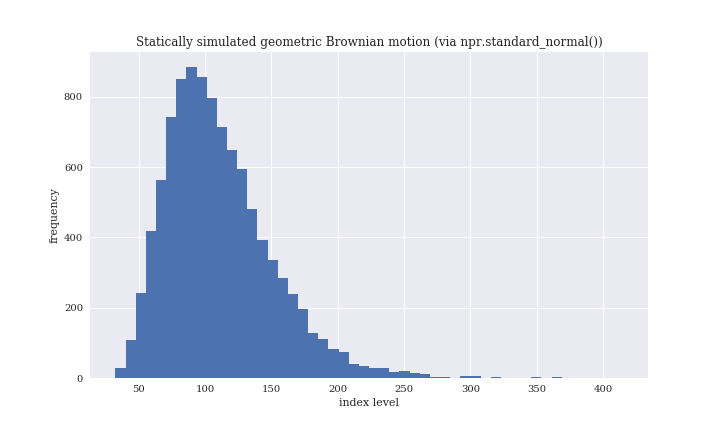 Statically simulated geometric Brownian motion (via npr.standard_normal())
800
600
400
200
0
frequency
50 100 150 200 250 300 350 400
index level